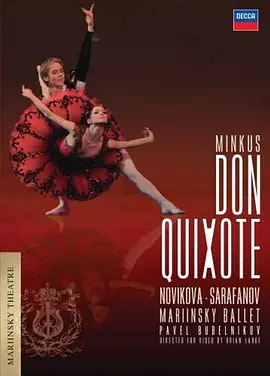 DECCA
MINKUS
DON
QUIXOTE
NOVIKOVA · SARAFANOV
MARIINSKY BALLET
PAVEL BUBELNIKOV
DIRECTED FOR VIDEO BY BRIAN LARGE
MARIINSKY THEATRE